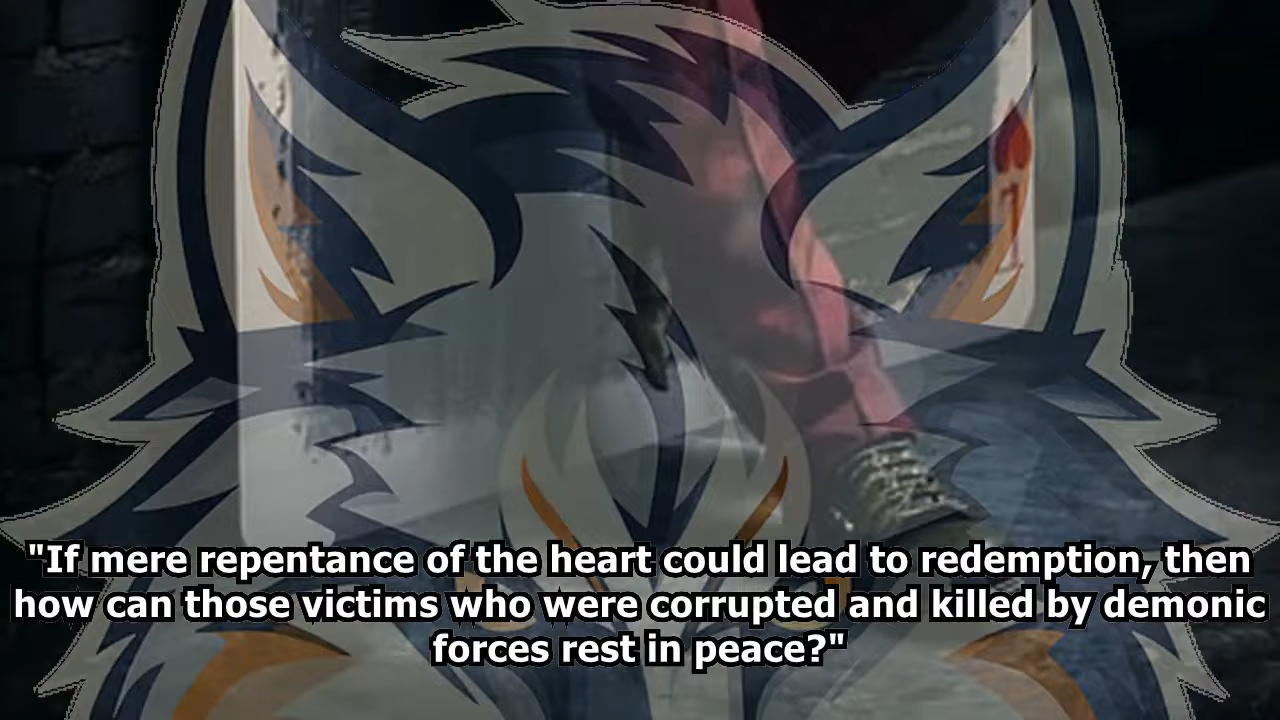 "If mere repentance of the heart could lead to redemption, then
how can those victims who were corrupted and killed by demonic
forces rest in peace?"